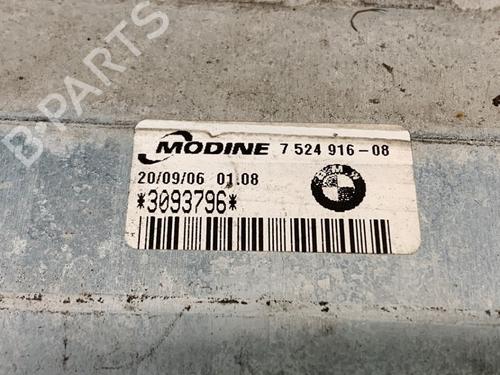 B-PARTS
MODINE 7 524 916-08
20/09/06 01.08
BMW
*3093796*